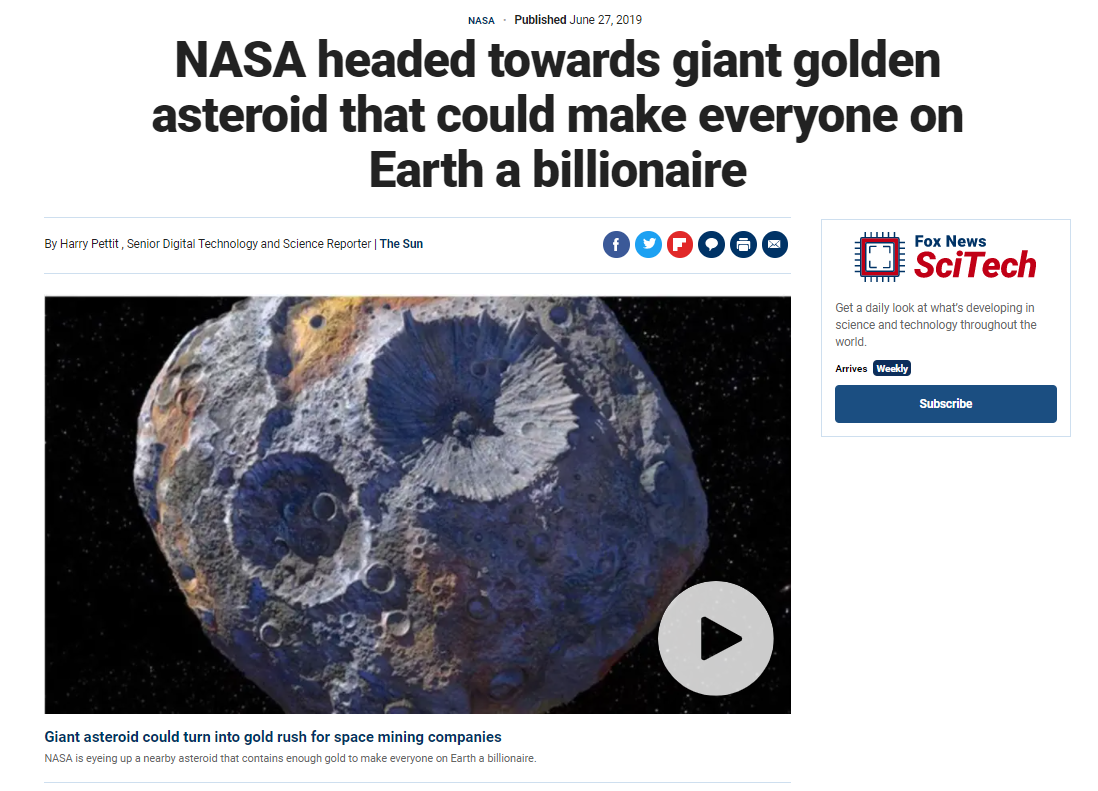 NASA · Published June 27, 2019
NASA headed towards giant golden
asteroid that could make everyone on
Earth a billionaire
By Harry Pettit , Senior Digital Technology and Science Reporter | The Sun
Fox News
SciTech
Get a daily look at what's developing in
science and technology throughout the
world.
Arrives Weekly
Subscribe
Giant asteroid could turn into gold rush for space mining companies
NASA is eyeing up a nearby asteroid that contains enough gold to make everyone on Earth a billionaire.